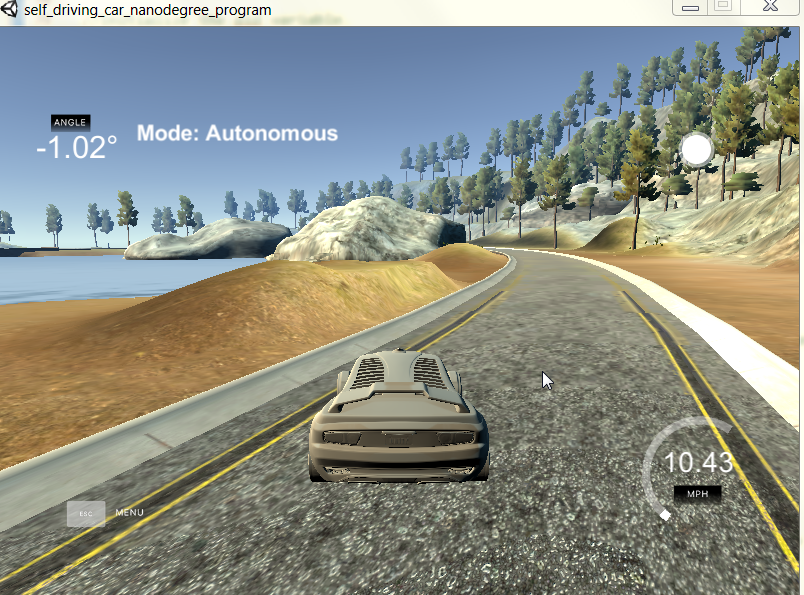 self_driving_car_nanodegree_program
ANGLE
-1.02°
Mode: Autonomous
10.43
MPH
ESC
MENU